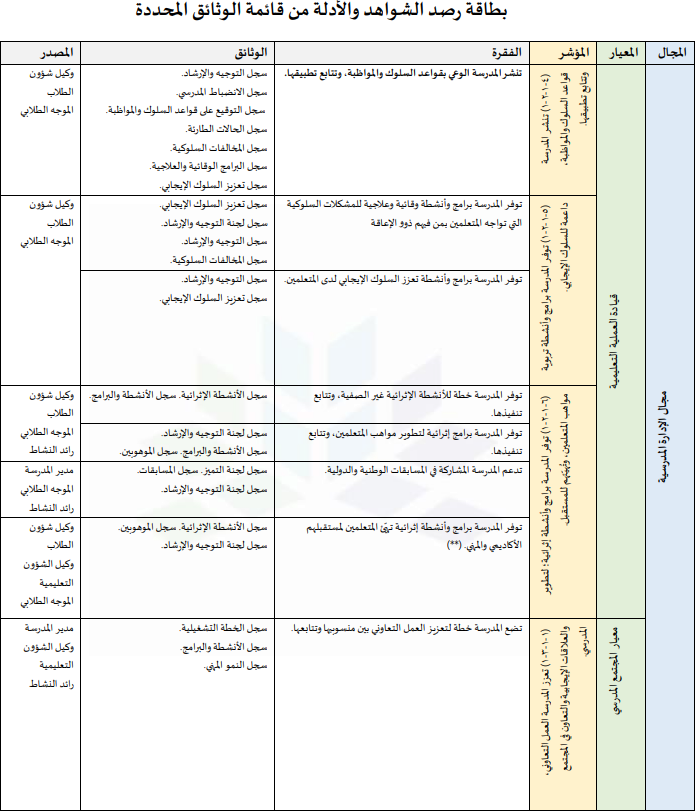 بطاقة رصد الشواهد والأدلة من قائمة الوثائق المحددة
المجال
المعيار
المؤشر
الفقرة
الوثائق
المصدر
مجال الإدارة المدرسية
قيادة العملية التعليمية
(١-١-٢-٤) تنشر المدرسة
قواعد السلوك والمواظبة،
وتتابع تطبيقها.
تنشر المدرسة الوعي بقواعد السلوك والمواظبة، وتتابع تطبيقها.
سجل التوجيه والإرشاد.
سجل الانضباط المدرسي.
سجل التوقيع على قواعد السلوك والمواظبة.
سجل الحالات الطارئة.
سجل المخالفات السلوكية.
سجل البرامج الوقائية والعلاجية.
سجل تعزيز السلوك الإيجابي.
وكيل شؤون
الطلاب
الموجه الطلابي
(١-١-٢-٥) توفر المدرسة برامج وأنشطة تربوية
داعمة للسلوك الإيجابي.
توفر المدرسة برامج وأنشطة وقائية وعلاجية للمشكلات السلوكية
التي تواجه المتعلمين بمن فيهم ذوو الإعاقة
سجل تعزيز السلوك الإيجابي.
سجل لجنة التوجيه والإرشاد.
سجل التوجيه والإرشاد.
سجل المخالفات السلوكية.
وكيل شؤون
الطلاب
الموجه الطلابي
توفر المدرسة برامج وأنشطة تعزز السلوك الإيجابي لدى المتعلمين.
سجل التوجيه والإرشاد.
سجل تعزيز السلوك الإيجابي.
(١-١-٢-٦) توفر المدرسة برامج وأنشطة إثرائية؛ لتطوير
مواهب المتعلمين، وتُهيئهم للمستقبل.
توفر المدرسة خطة للأنشطة الإثرائية غير الصفية، وتتابع
تنفيذها.
سجل الأنشطة الإثرائية. سجل الأنشطة والبرامج.
وكيل شؤون
الطلاب
الموجه الطلابي
رائد النشاط
توفر المدرسة برامج إثرائية لتطوير مواهب المتعلمين، وتتابع
تنفيذها.
سجل لجنة التوجيه والإرشاد.
سجل الأنشطة والبرامج. سجل الموهوبين.
تدعم المدرسة المشاركة في المسابقات الوطنية والدولية.
سجل لجنة التميز. سجل المسابقات.
سجل لجنة التوجيه والإرشاد.
مدير المدرسة
الموجه الطلابي
رائد النشاط
توفر المدرسة برامج وأنشطة إثرائية تهيّئ المتعلمين لمستقبلهم
الأكاديمي والمهني. (**)
سجل الأنشطة الإثرائية. سجل الموهوبين.
سجل لجنة التوجيه والإرشاد.
وكيل شؤون
الطلاب
وكيل الشؤون
التعليمية
الموجه الطلابي
معيار المجتمع المدرسي
(١-١-٣-١) تعزز المدرسة العمل التعاوني،
والعلاقات الإيجابية والتعاون في المجتمع
المدرسي.
تضع المدرسة خطة لتعزيز العمل التعاوني بين منسوبيها وتتابعها.
سجل الخطة التشغيلية.
سجل الأنشطة والبرامج.
سجل النمو المهني.
مدير المدرسة
وكيل الشؤون
التعليمية
رائد النشاط